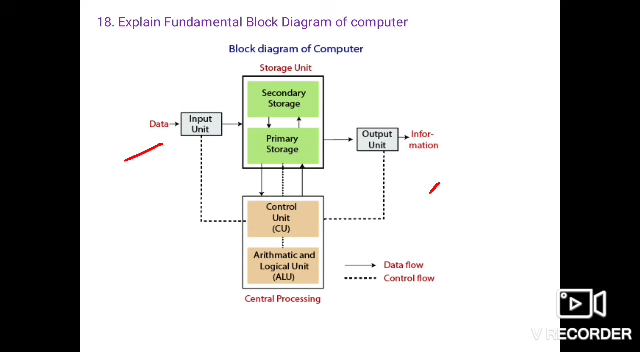 18. Explain Fundamental Block Diagram of computer
Block diagram of Computer
Storage Unit
Secondary
Storage
Data
Input
Unit
Primary
Storage
Output
Unit
Infor-
mation
Control
Unit
(CU)
Arithmatic and
Logical Unit
(ALU)
Data flow
Control flow
Central Processing
V RECORDER